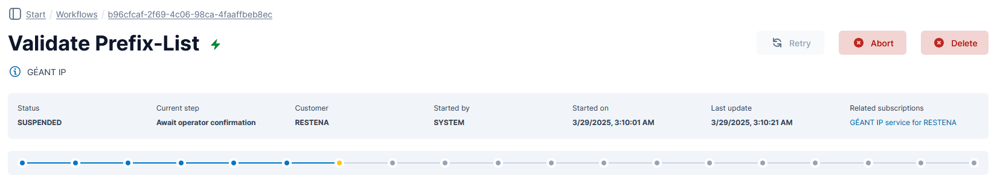 Start / Workflows / b96cfcaf-2f69-4c06-98ca-4faaffbeb8ec
Validate Prefix-List
Retry
Abort
Delete
GÉANT IP
Status
SUSPENDED
Current step
Await operator confirmation
Customer
RESTENA
Started by
SYSTEM
Started on
3/29/2025, 3:10:01 AM
Last update
3/29/2025, 3:10:21 AM
Related subscriptions
GÉANT IP service for RESTENA